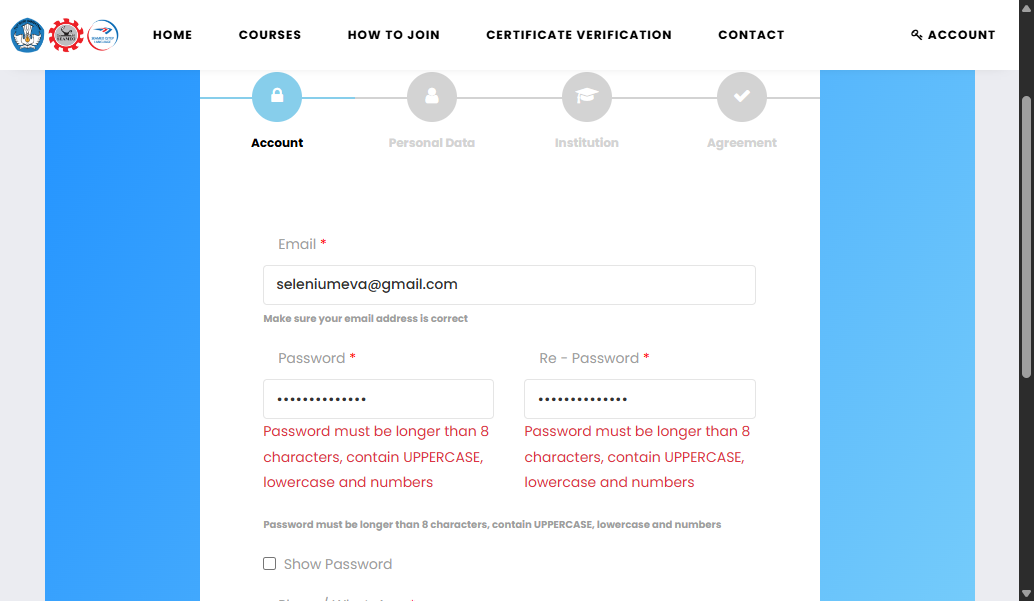 HOME COURSES HOW TO JOIN CERTIFICATE VERIFICATION CONTACT ACCOUNT
Account Personal Data Institution Agreement
Email *
seleniumeva@gmail.com
Make sure your email address is correct
Password * Re - Password *
Password must be longer than 8 characters, contain UPPERCASE, lowercase and numbers
Password must be longer than 8 characters, contain UPPERCASE, lowercase and numbers
Password must be longer than 8 characters, contain UPPERCASE, lowercase and numbers
Show Password